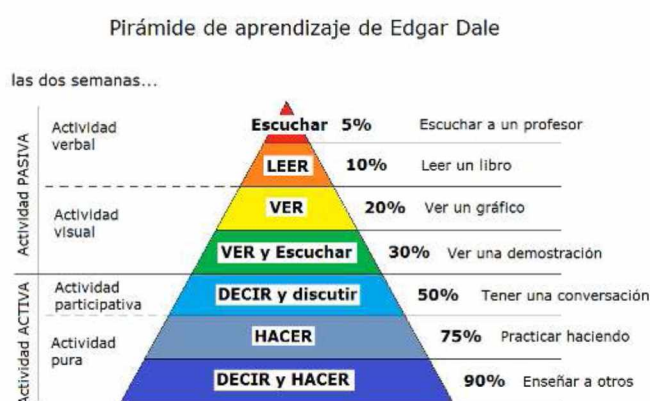 Pirámide de aprendizaje de Edgar Dale
las dos semanas...
Actividad PASIVA
Actividad
verbal
Escuchar 5% Escuchar a un profesor
LEER 10% Leer un libro
Actividad
visual
VER 20% Ver un gráfico
VER y Escuchar 30% Ver una demostración
Actividad ACTIVA
Actividad
participativa
DECIR y discutir 50% Tener una conversación
Actividad
pura
HACER 75% Practicar haciendo
DECIR y HACER 90% Enseñar a otros